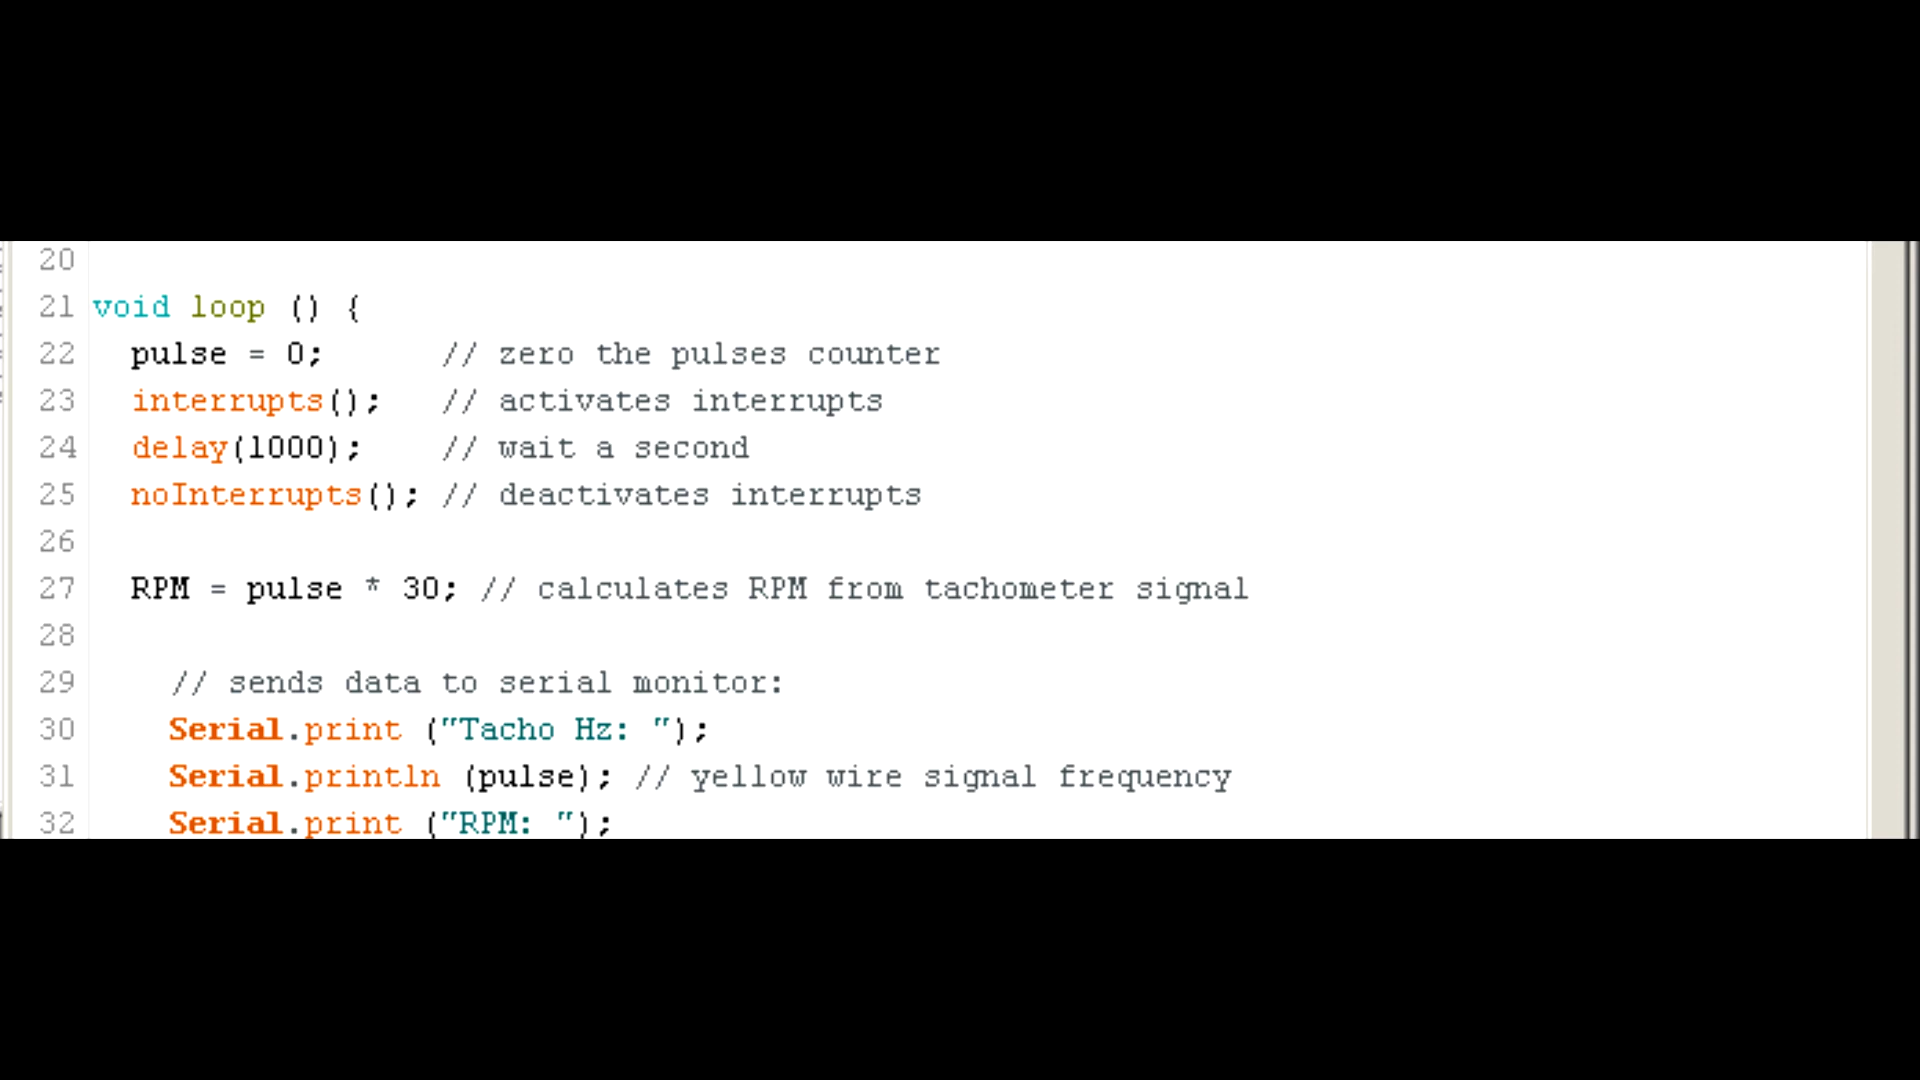 20
21 void loop () {
22 pulse = 0; // zero the pulses counter
23 interrupts(); // activates interrupts
24 delay(1000); // wait a second
25 noInterrupts(); // deactivates interrupts
26
27 RPM = pulse * 30; // calculates RPM from tachometer signal
28
29 // sends data to serial monitor:
30 Serial.print ("Tacho Hz: ");
31 Serial.println (pulse); // yellow wire signal frequency
32 Serial.print ("RPM: ");